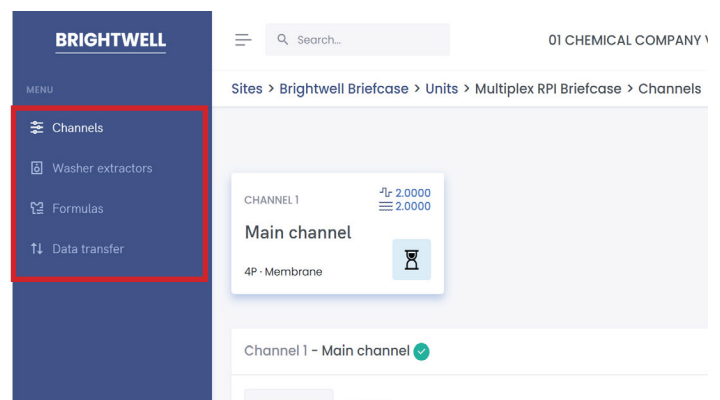 BRIGHTWELL
Search...
01 CHEMICAL COMPANY
MENU
Sites > Brightwell Briefcase > Units > Multiplex RPI Briefcase > Channels
Channels
Washer extractors
Formulas
Data transfer
CHANNEL 1
2.0000
2.0000
Main channel
4P · Membrane
Channel 1 - Main channel